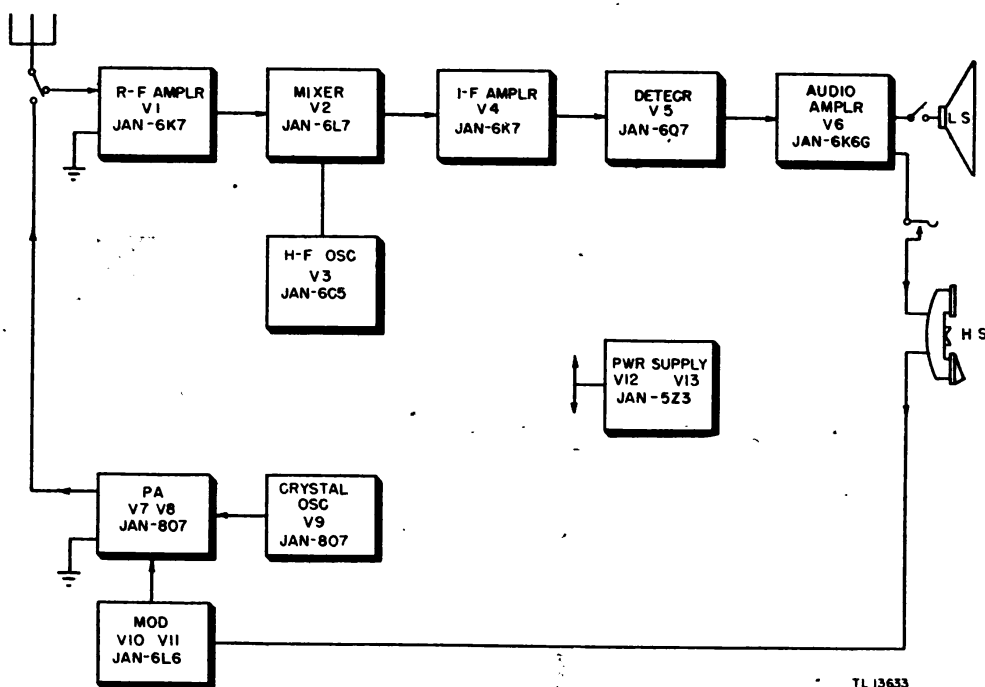 R-F AMPLR
V1
JAN-6K7
MIXER
V2
JAN-6L7
I-F AMPLR
V4
JAN-6K7
DETECR
V5
JAN-6Q7
AUDIO
AMPLR
V6
JAN-6K6G
LS
H-F OSC
V3
JAN-6C5
HS
PWR SUPPLY
V12 V13
JAN-5Z3
PA
V7 V8
JAN-807
CRYSTAL
OSC
V9
JAN-807
MOD
V10 V11
JAN-6L6
TL 13633